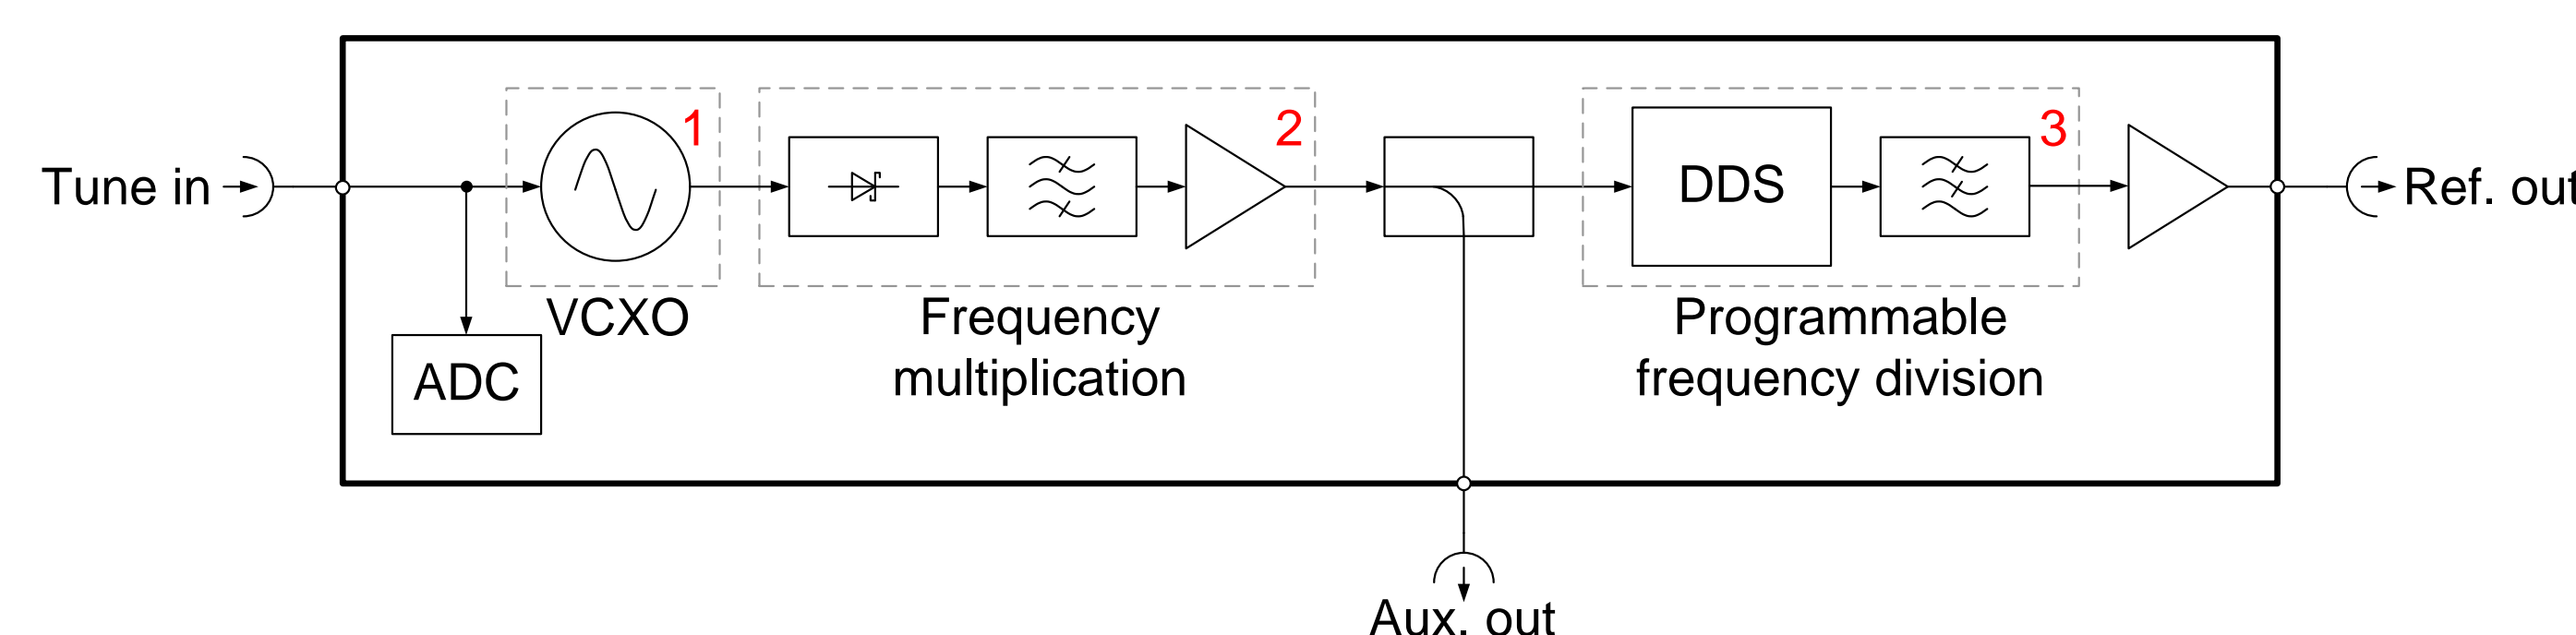 Tune in
1
VCXO
ADC
2
Frequency
multiplication
DDS
3
Programmable
frequency division
Ref. out
Aux. out